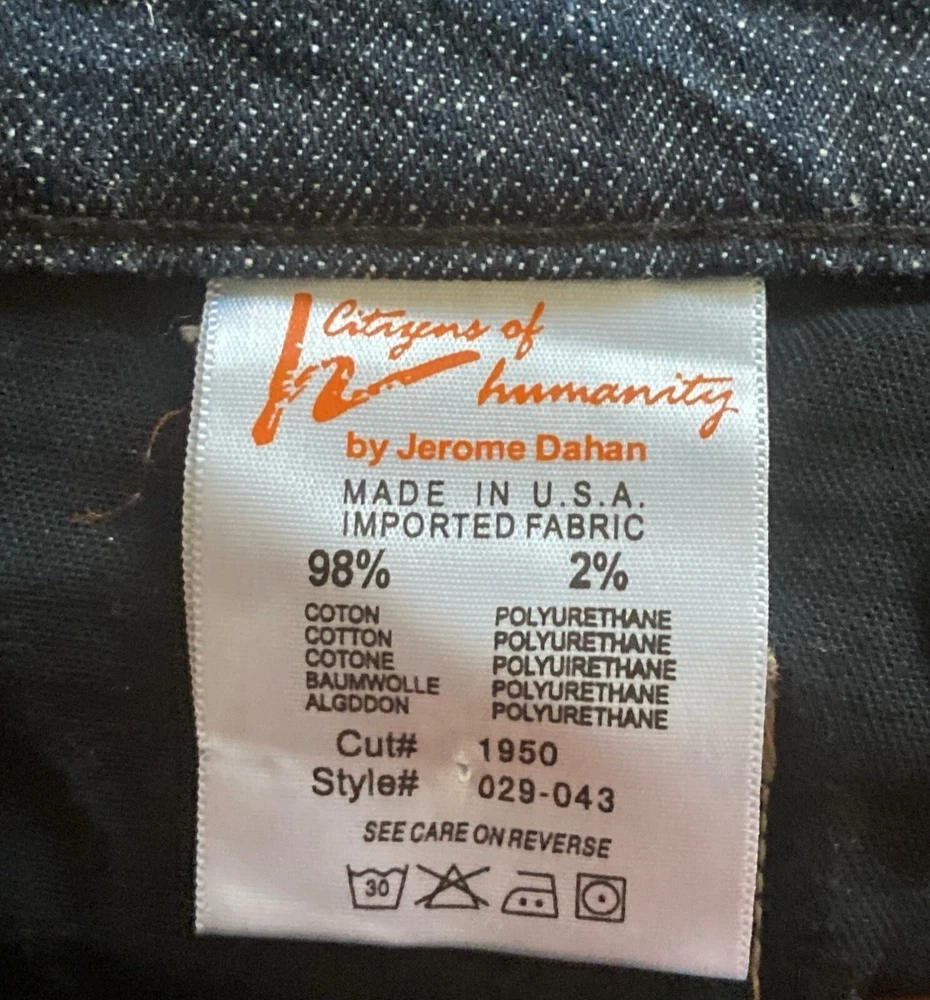 Citizens of
humanity
by Jerome Dahan
MADE IN U.S.A.
IMPORTED FABRIC
98% 2%
COTON POLYURETHANE
COTTON POLYURETHANE
COTONE POLYUIRETHANE
BAUMWOLLE POLYURETHANE
ALGDDON POLYURETHANE
Cut# 1950
Style# 029-043
SEE CARE ON REVERSE
30